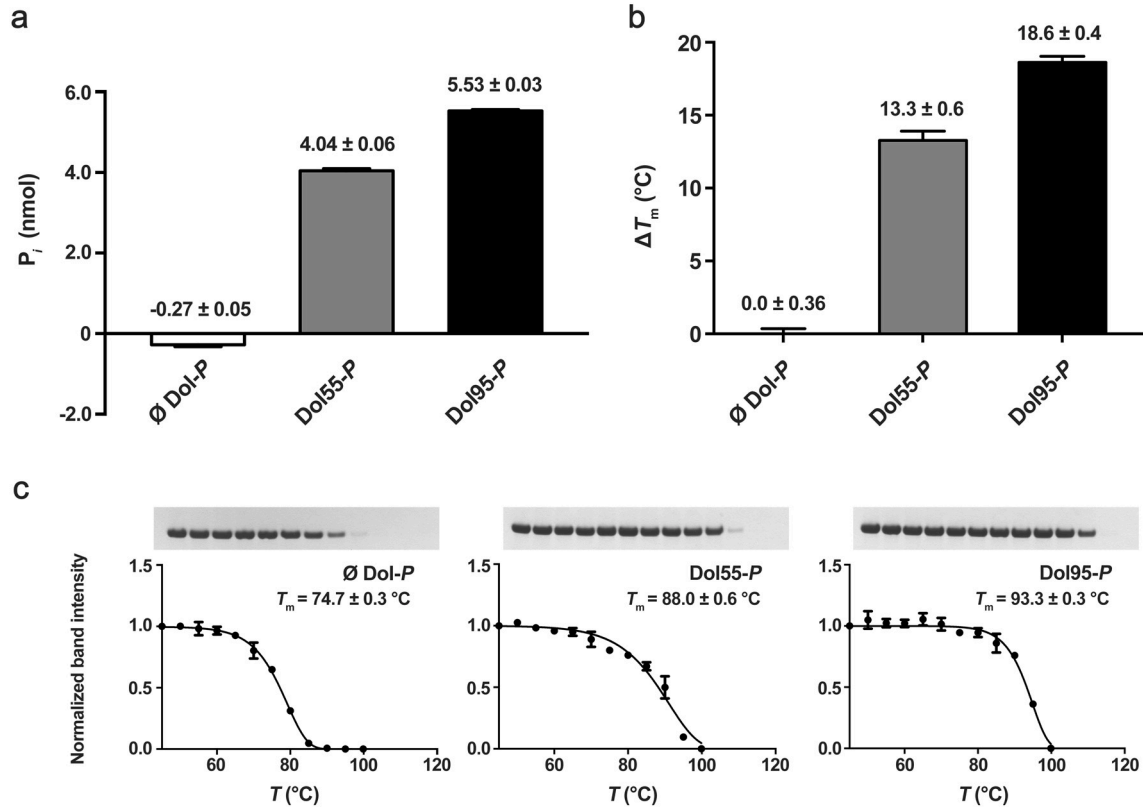 a
6.0
4.0
2.0
0
-2.0
P𝑖 (nmol)
-0.27 ± 0.05
4.04 ± 0.06
5.53 ± 0.03
Ø Dol-P
Dol55-P
Dol95-P
b
20
15
10
5
0
ΔTm (°C)
0.0 ± 0.36
13.3 ± 0.6
18.6 ± 0.4
Ø Dol-P
Dol55-P
Dol95-P
c
Normalized band intensity
1.5
1.0
0.5
0.0
Ø Dol-P
Tm = 74.7 ± 0.3 °C
60 80 100 120
T (°C)
1.5
1.0
0.5
0.0
Dol55-P
Tm = 88.0 ± 0.6 °C
60 80 100 120
T (°C)
1.5
1.0
0.5
0.0
Dol95-P
Tm = 93.3 ± 0.3 °C
60 80 100 120
T (°C)